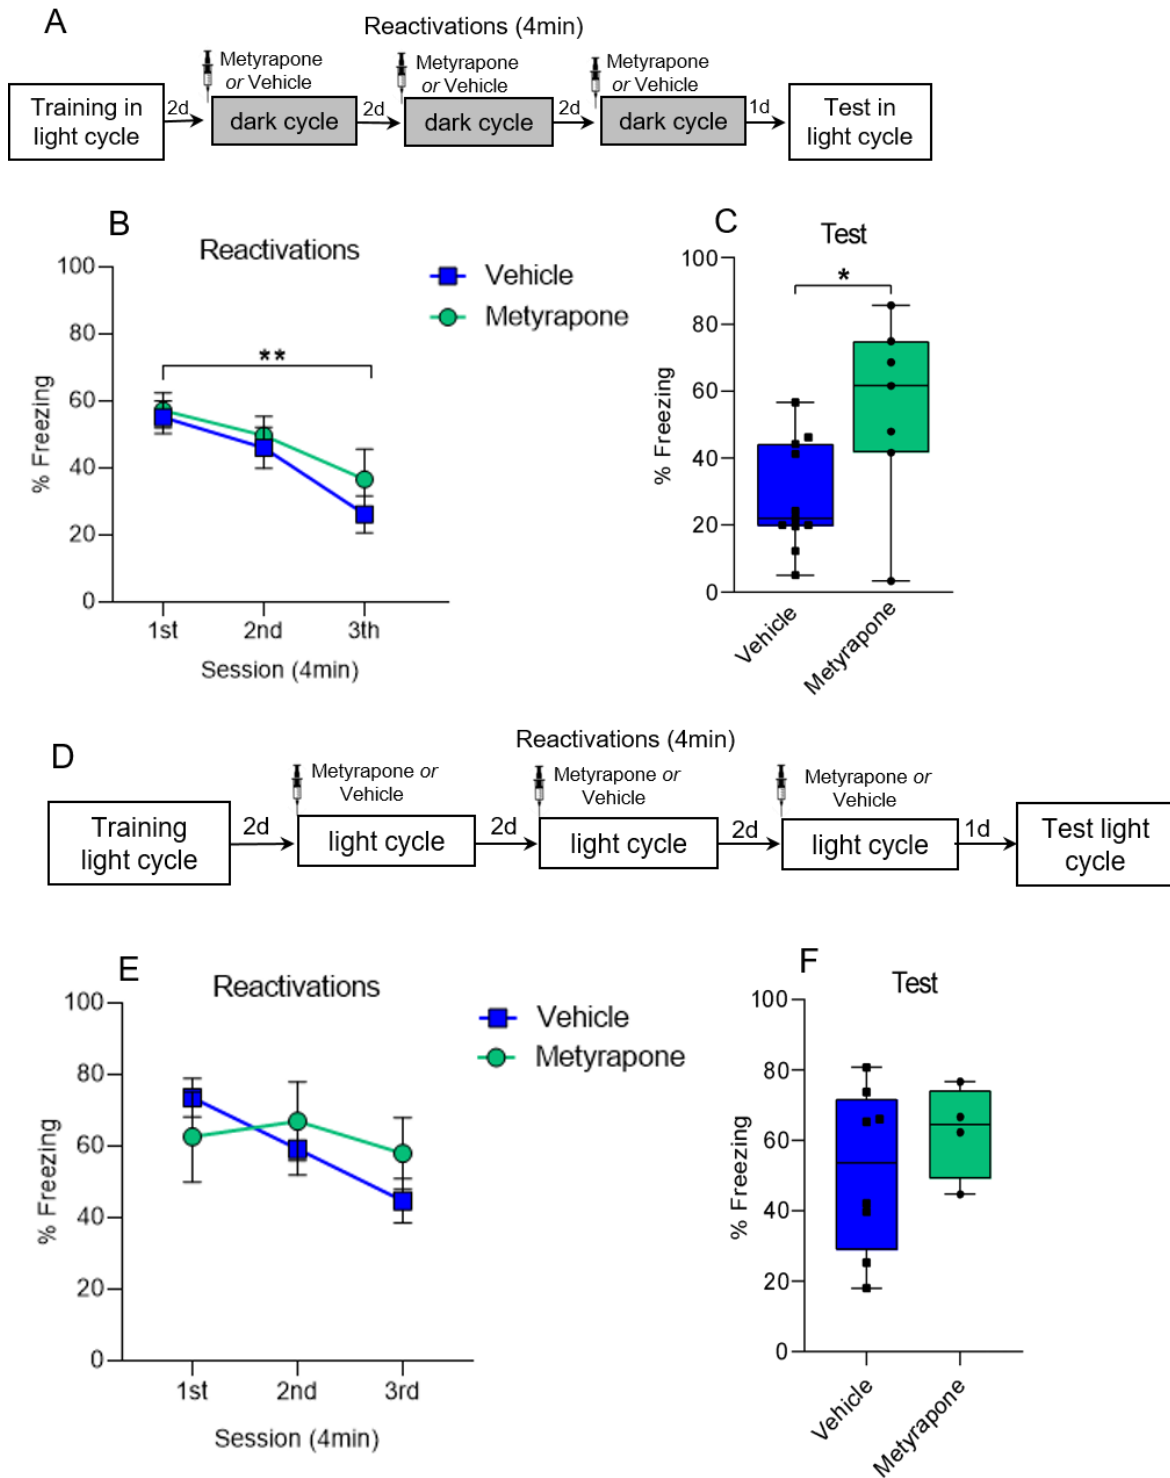 A
Reactivations (4min)
Metyrapone
or Vehicle
Metyrapone
or Vehicle
Metyrapone
or Vehicle
Training in
light cycle
2d
dark cycle
2d
dark cycle
2d
dark cycle
1d
Test in
light cycle
B
Reactivations
Vehicle
Metyrapone
100
80
60
40
20
0
**
% Freezing
1st
2nd
3th
Session (4min)
C
Test
100
80
60
40
20
0
*
% Freezing
Vehicle
Metyrapone
D
Reactivations (4min)
Metyrapone or
Vehicle
Metyrapone or
Vehicle
Metyrapone or
Vehicle
Training
light cycle
2d
light cycle
2d
light cycle
2d
light cycle
1d
Test light
cycle
E
Reactivations
Vehicle
Metyrapone
100
80
60
40
20
0
% Freezing
1st
2nd
3rd
Session (4min)
F
Test
100
80
60
40
20
0
% Freezing
Vehicle
Metyrapone